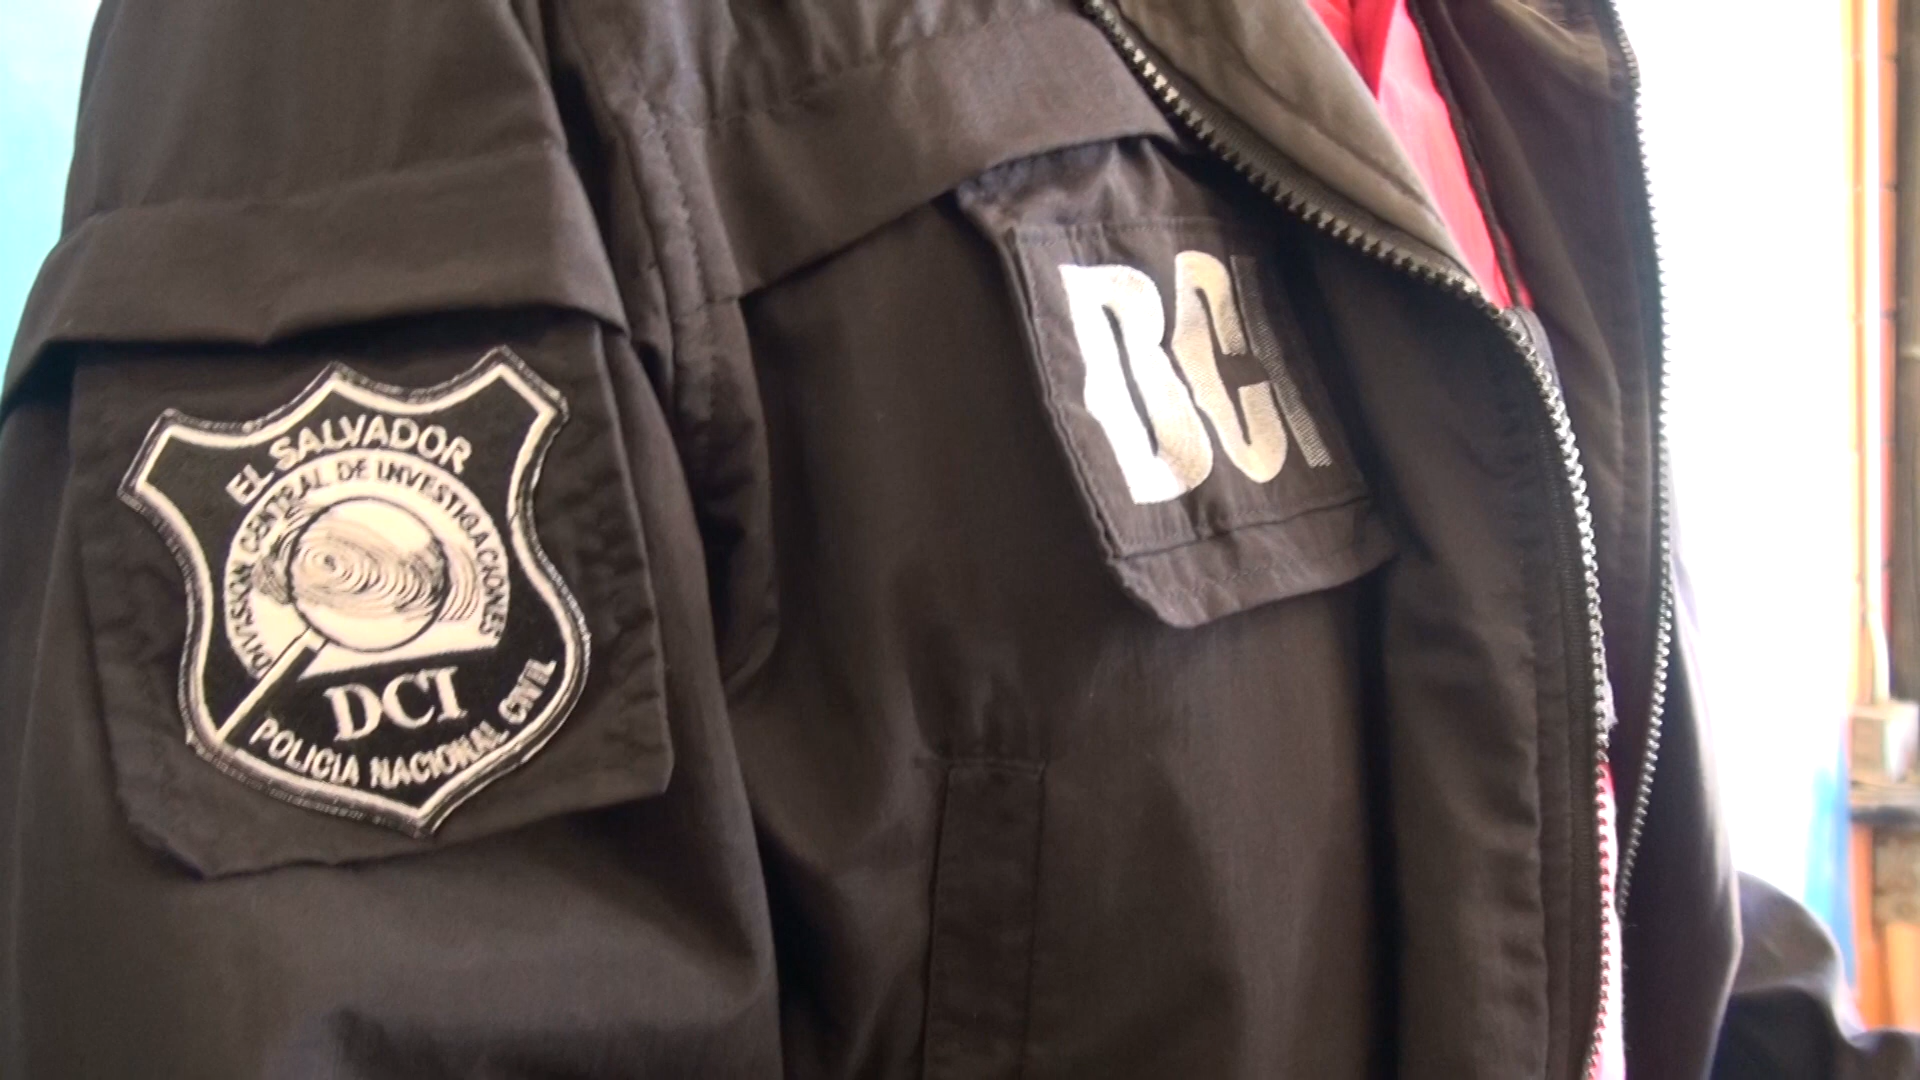 EL SALVADOR
DIVISION CENTRAL DE INVESTIGACIONES
DCI
POLICIA NACIONAL CIVIL
DCI